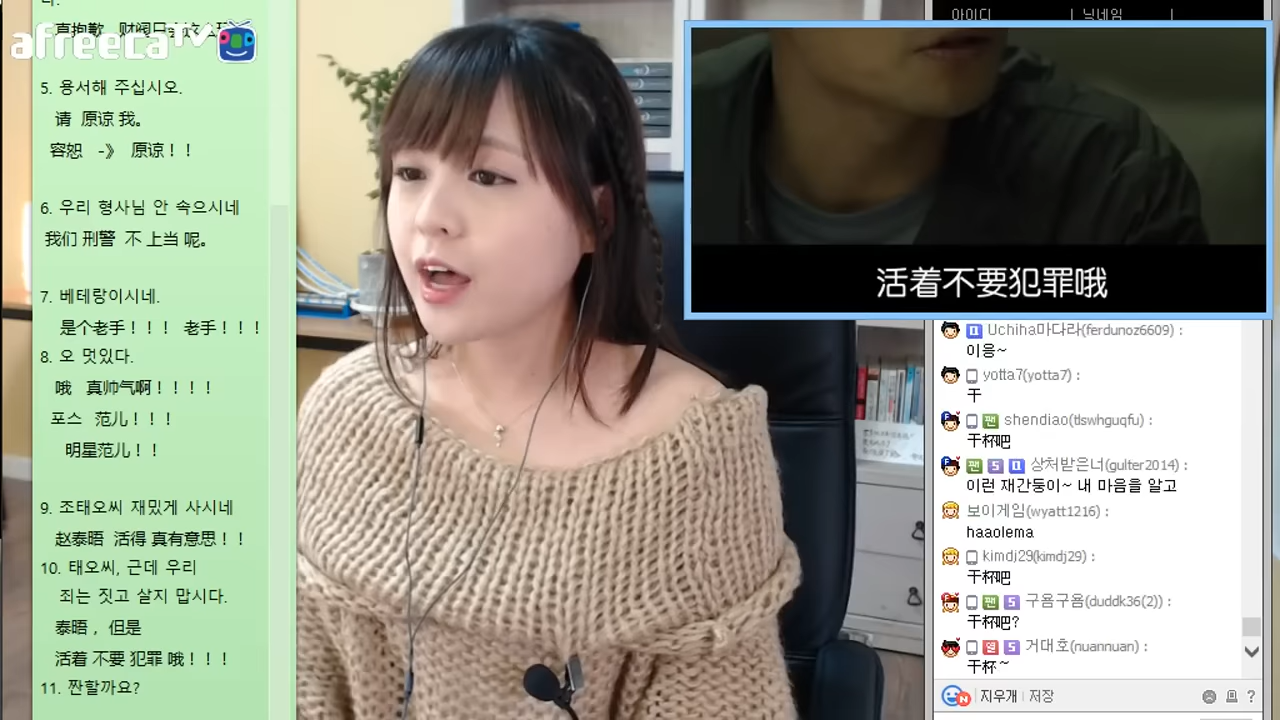 afreecaTV
真抱歉
5. 용서해 주십시오.
请 原谅 我。
容恕 -》 原谅！！
6. 우리 형사님 안 속으시네
我们 刑警 不 上当 呢。
7. 베테랑이시네.
是个老手！！！ 老手！！！
8. 오 멋있다.
哦 真帅气啊！！！！
포스 范儿！！！
明星范儿！！
9. 조태오씨 재밌게 사시네
赵泰晤 活得 真有意思！！
10. 태오씨, 근데 우리
죄는 짓고 살지 맙시다.
泰晤， 但是
活着 不要 犯罪 哦！！！
11. 짠할까요?
아이디 | 닉네임 |
活着不要犯罪哦
Uchiha마다라(ferdunoz6609) :
이응~
yotta7(yotta7) :
干
팬 shendiao(tlswhguqfu) :
干杯吧
팬 S 상처받은너(gulter2014) :
이런 재간둥이~ 내 마음을 알고
보이게임(wyatt1216) :
haaolema
kimdj29(kimdj29) :
干杯吧
팬 S 구욤구욤(duddk36(2)) :
干杯吧?
열 S 거대호(nuannuan) :
干杯~
지우개 | 저장 ?